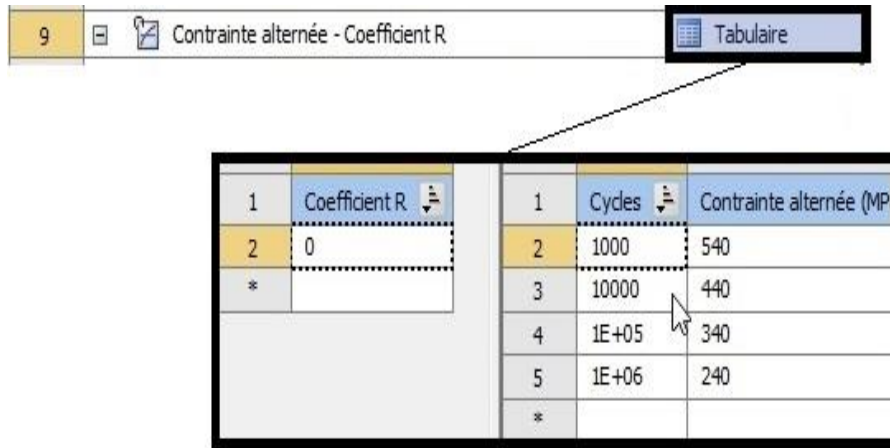 9 Contrainte alternée - Coefficient R Tabulaire
1 Coefficient R 1 Cycles Contrainte alternée (MP
2 0 2 1000 540
* 3 10000 440
4 1E+05 340
5 1E+06 240
*